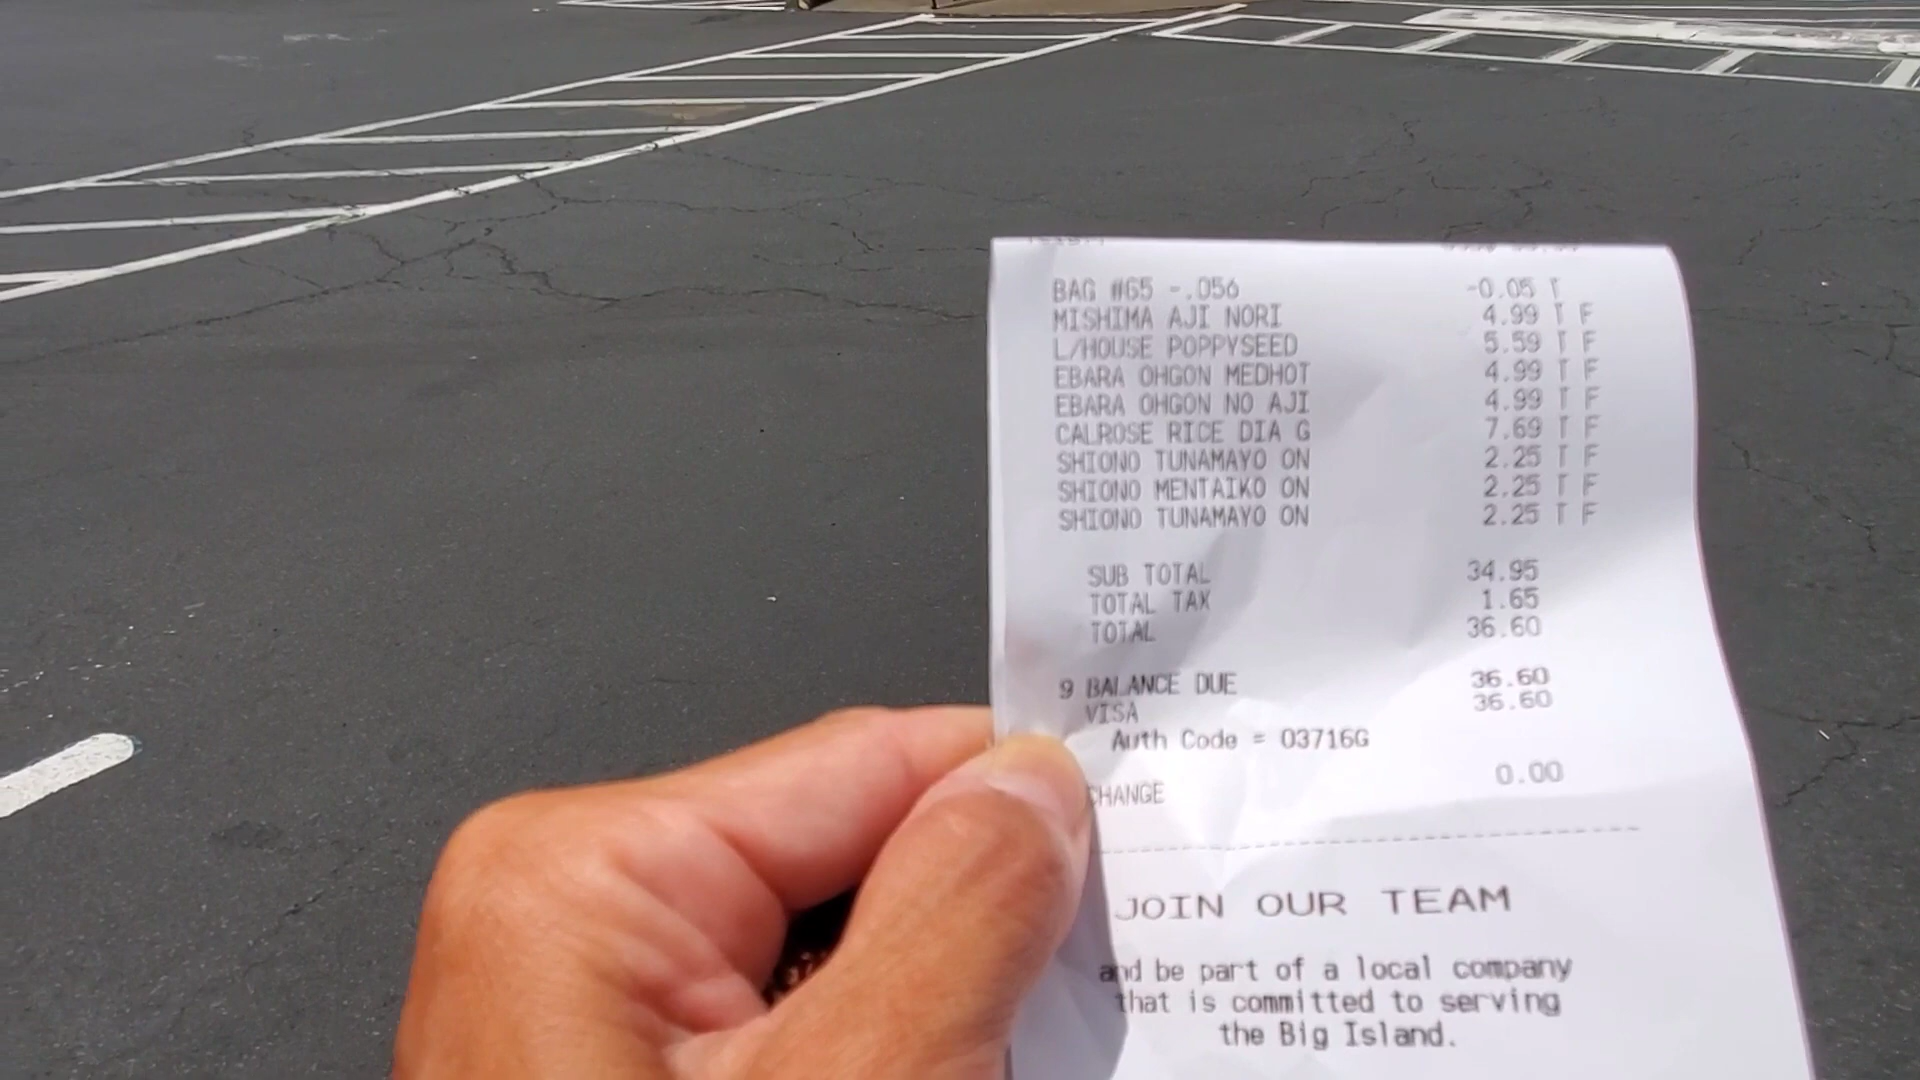 BAG #65 -.056 -0.05 T
MISHIMA AJI NORI 4.99 T F
L/HOUSE POPPYSEED 5.59 T F
EBARA OHGON MEDHOT 4.99 T F
EBARA OHGON NO AJI 4.99 T F
CALROSE RICE DIA G 7.69 T F
SHIONO TUNAMAYO ON 2.25 T F
SHIONO MENTAIKO ON 2.25 T F
SHIONO TUNAMAYO ON 2.25 T F
SUB TOTAL 34.95
TOTAL TAX 1.65
TOTAL 36.60
9 BALANCE DUE 36.60
VISA 36.60
Auth Code = 03716G
CHANGE 0.00
JOIN OUR TEAM
and be part of a local company
that is committed to serving
the Big Island.